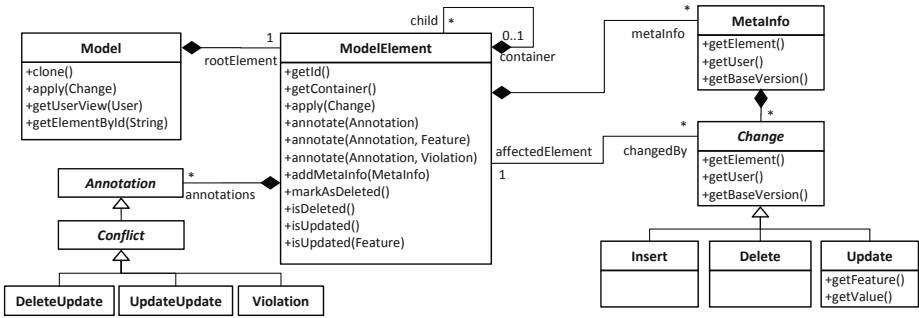 Model
+clone()
+apply(Change)
+getUserView(User)
+getElementById(String)
1
rootElement
child
*
0..1
container
ModelElement
+getId()
+getContainer()
+apply(Change)
+annotate(Annotation)
+annotate(Annotation, Feature)
+annotate(Annotation, Violation)
+addMetaInfo(MetaInfo)
+markAsDeleted()
+isDeleted()
+isUpdated()
+isUpdated(Feature)
*
metaInfo
MetaInfo
+getElement()
+getUser()
+getBaseVersion()
*
affectedElement
1
*
changedBy
Change
+getElement()
+getUser()
+getBaseVersion()
Annotation
*
annotations
Conflict
DeleteUpdate
UpdateUpdate
Violation
Insert
Delete
Update
+getFeature()
+getValue()